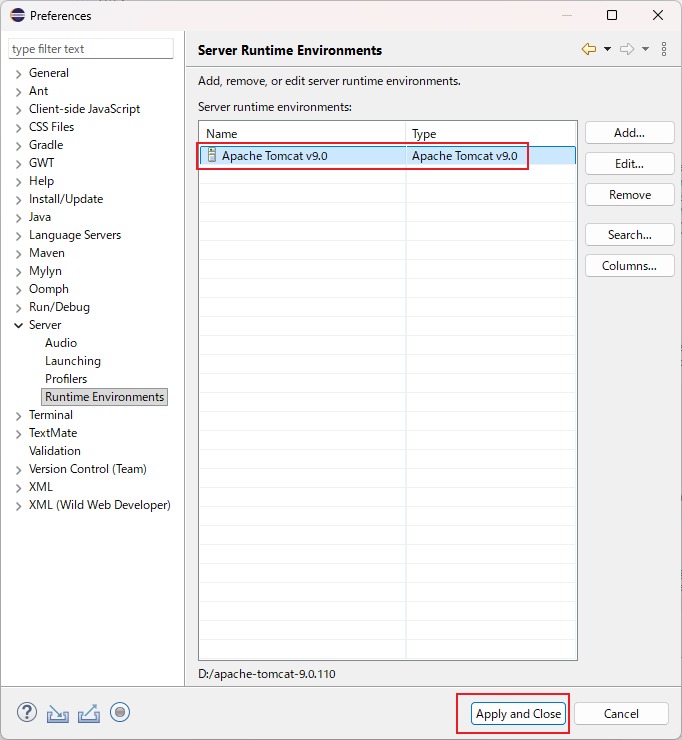 Preferences
type filter text
General
Ant
Client-side JavaScript
CSS Files
Gradle
GWT
Help
Install/Update
Java
Language Servers
Maven
Mylyn
Oomph
Run/Debug
Server
Audio
Launching
Profilers
Runtime Environments
Terminal
TextMate
Validation
Version Control (Team)
XML
XML (Wild Web Developer)
Server Runtime Environments
Add, remove, or edit server runtime environments.
Server runtime environments:
Name Type
Apache Tomcat v9.0 Apache Tomcat v9.0
Add...
Edit...
Remove
Search...
Columns...
D:/apache-tomcat-9.0.110
?
Apply and Close Cancel